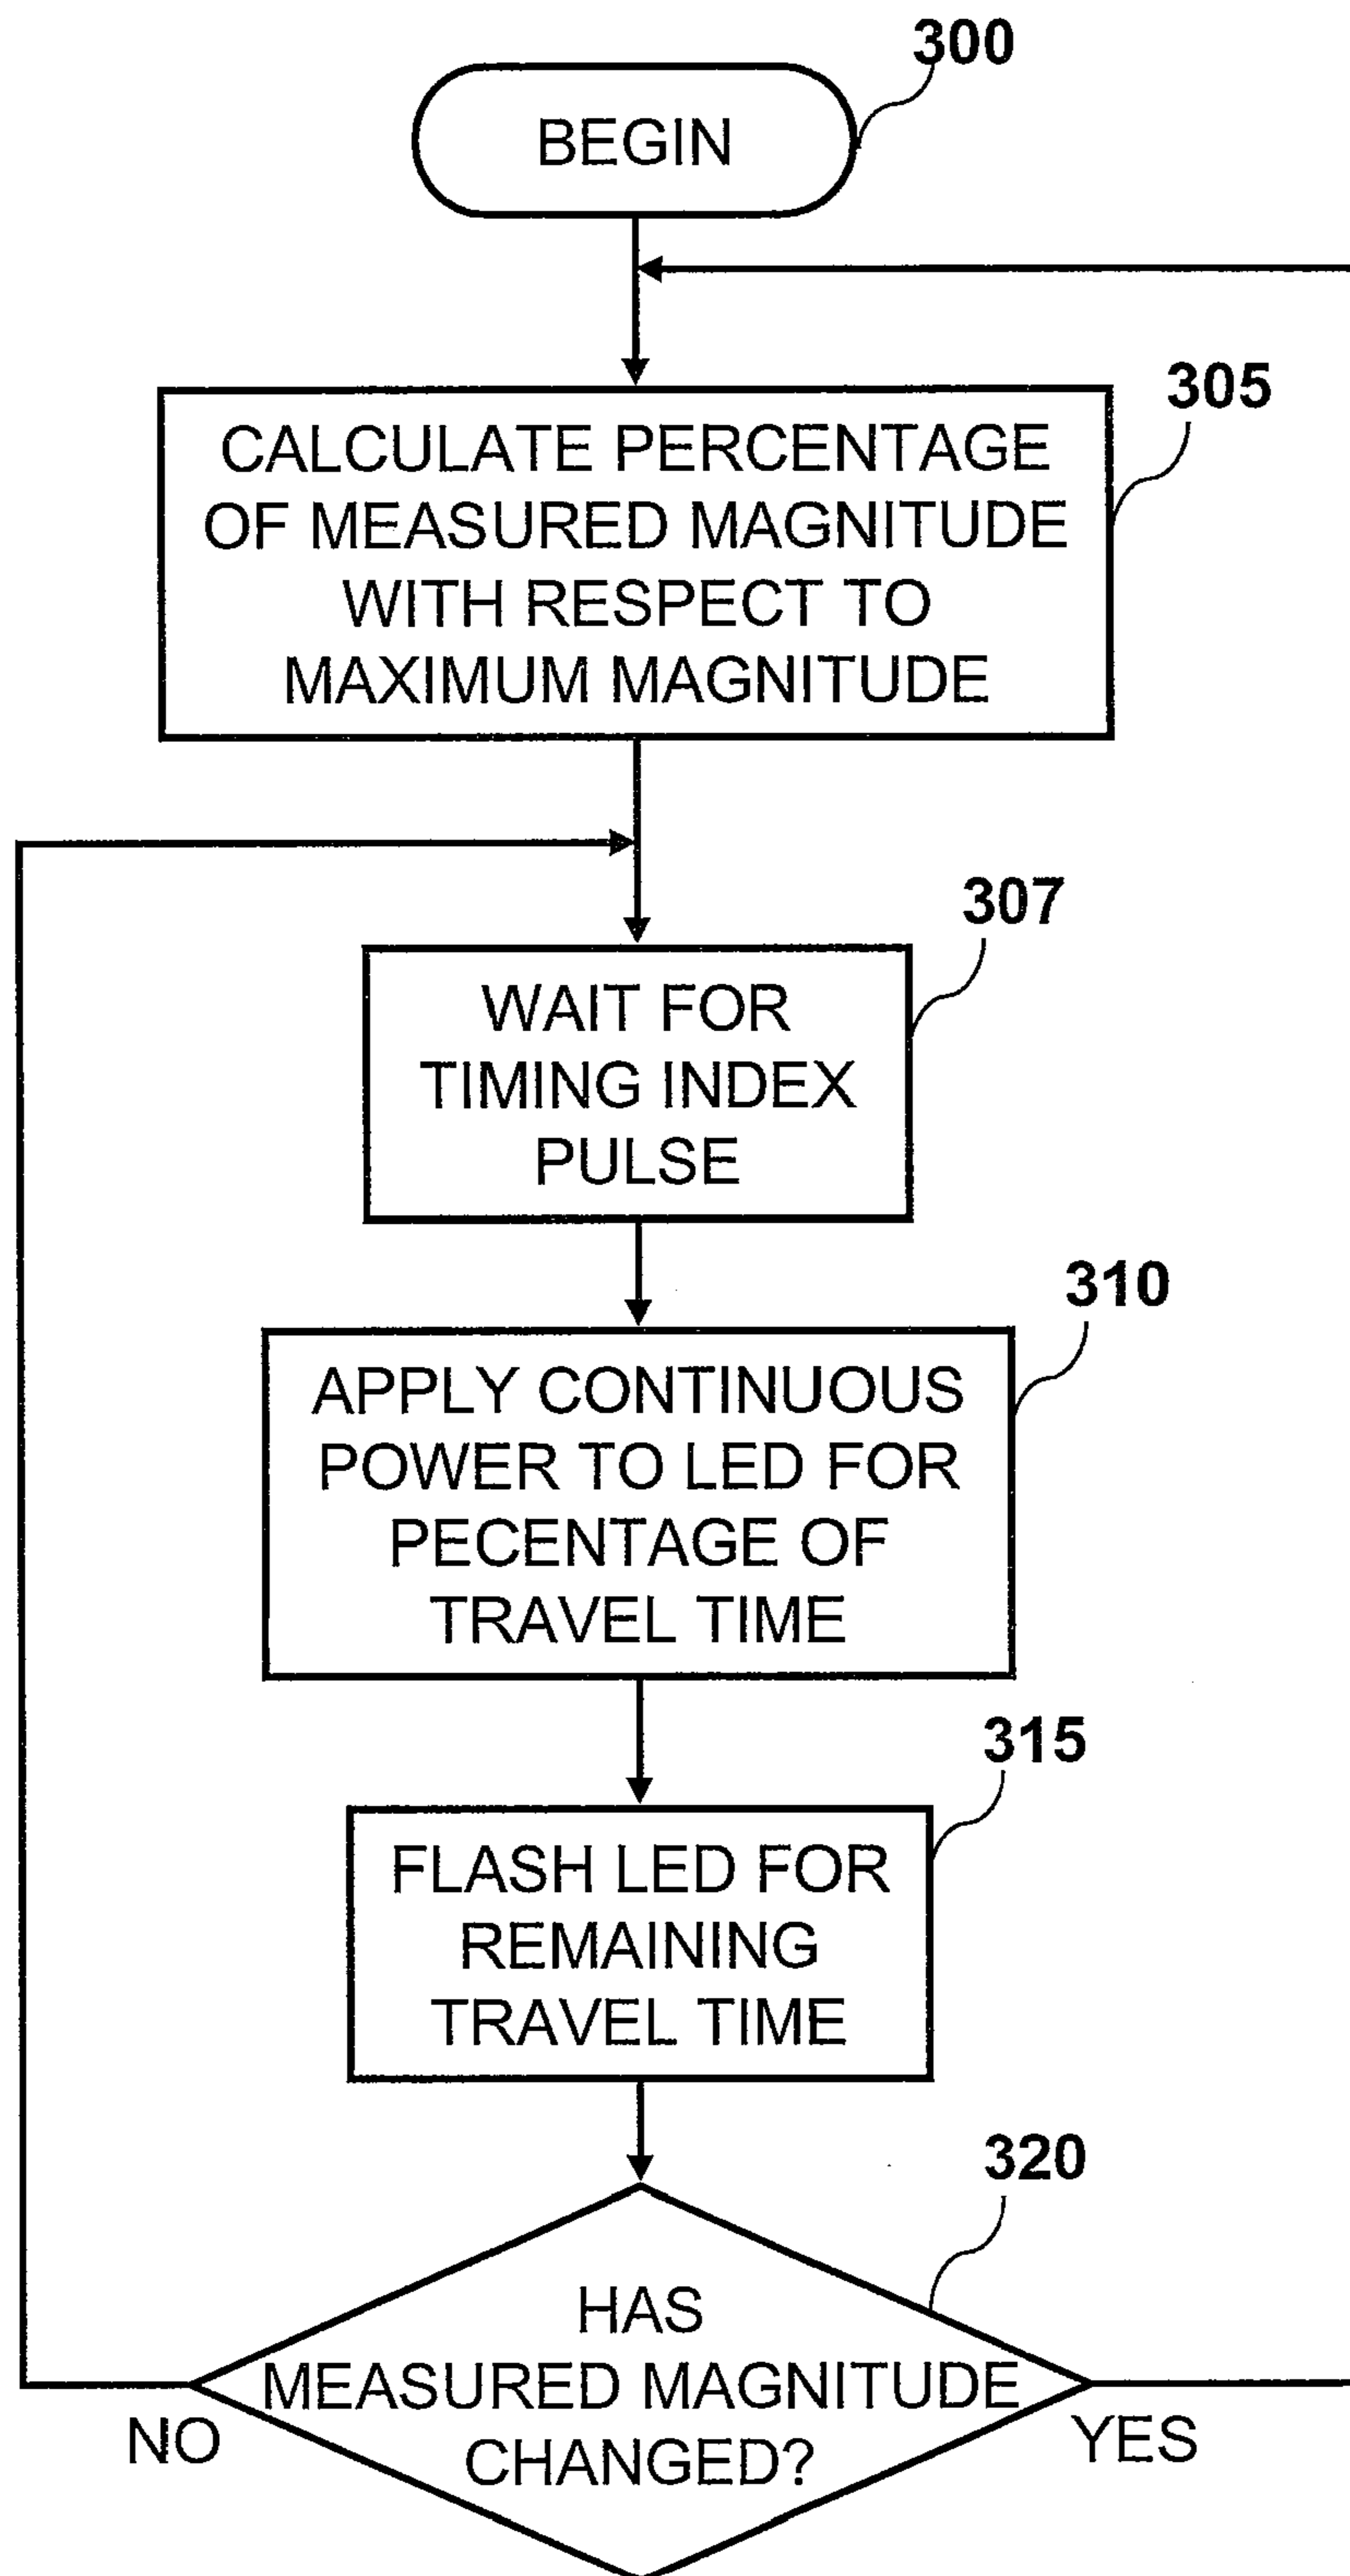 300
BEGIN
305
CALCULATE PERCENTAGE
OF MEASURED MAGNITUDE
WITH RESPECT TO
MAXIMUM MAGNITUDE
307
WAIT FOR
TIMING INDEX
PULSE
310
APPLY CONTINUOUS
POWER TO LED FOR
PECENTAGE OF
TRAVEL TIME
315
FLASH LED FOR
REMAINING
TRAVEL TIME
320
HAS
MEASURED MAGNITUDE
CHANGED?
NO
YES